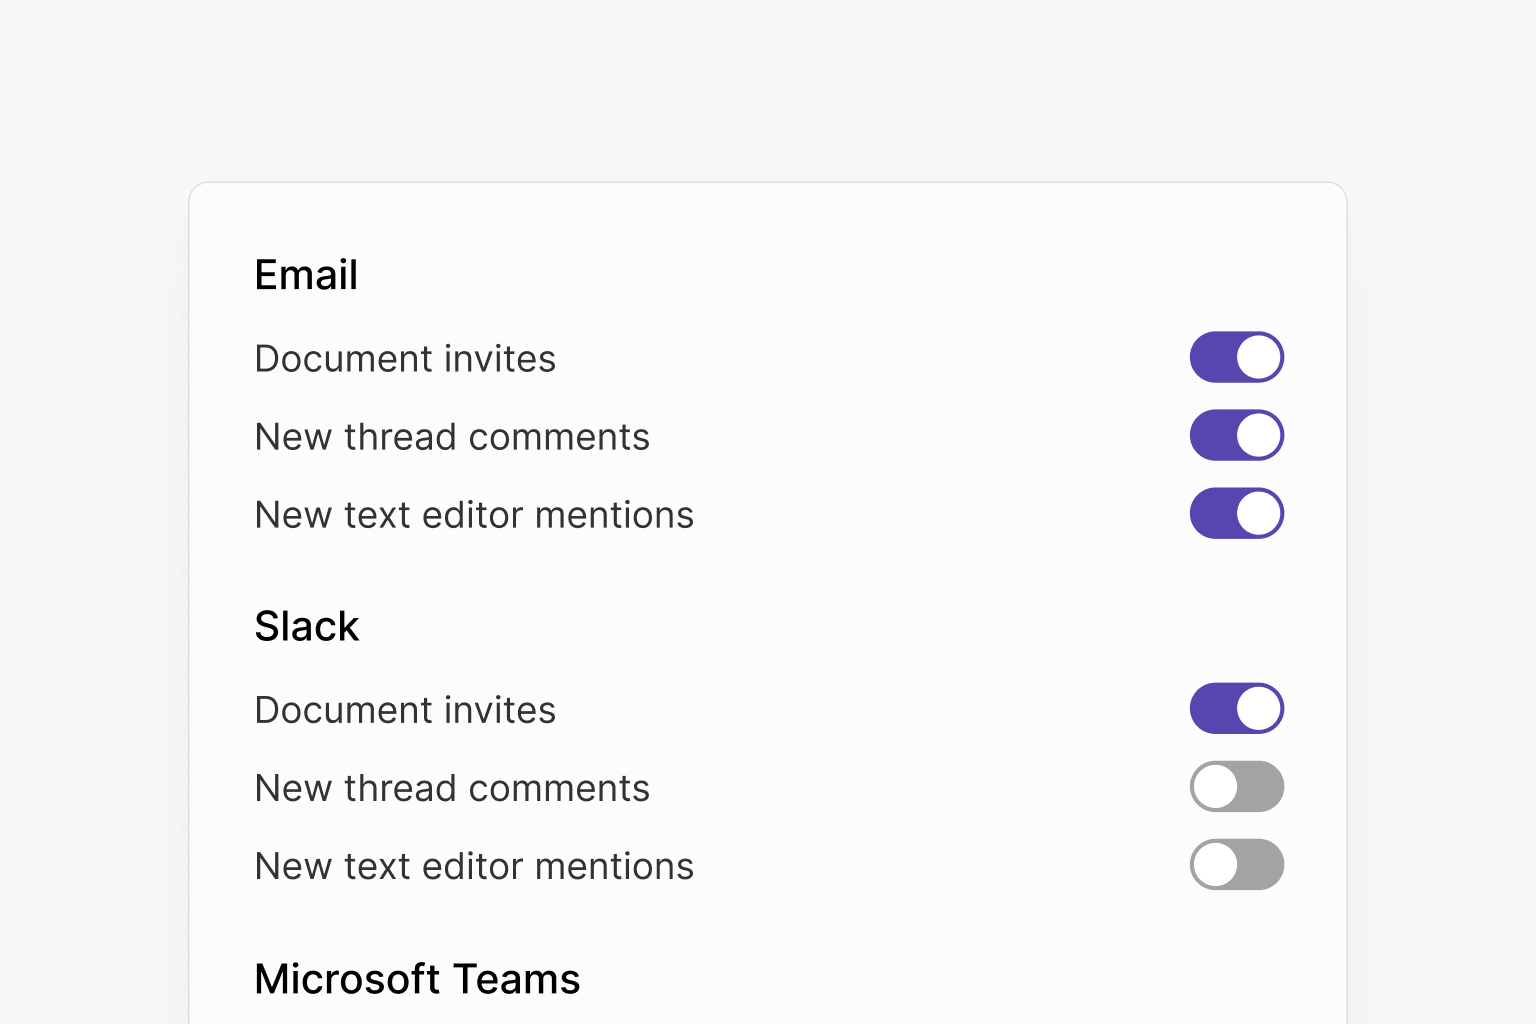 Email
Document invites
New thread comments
New text editor mentions
Slack
Document invites
New thread comments
New text editor mentions
Microsoft Teams